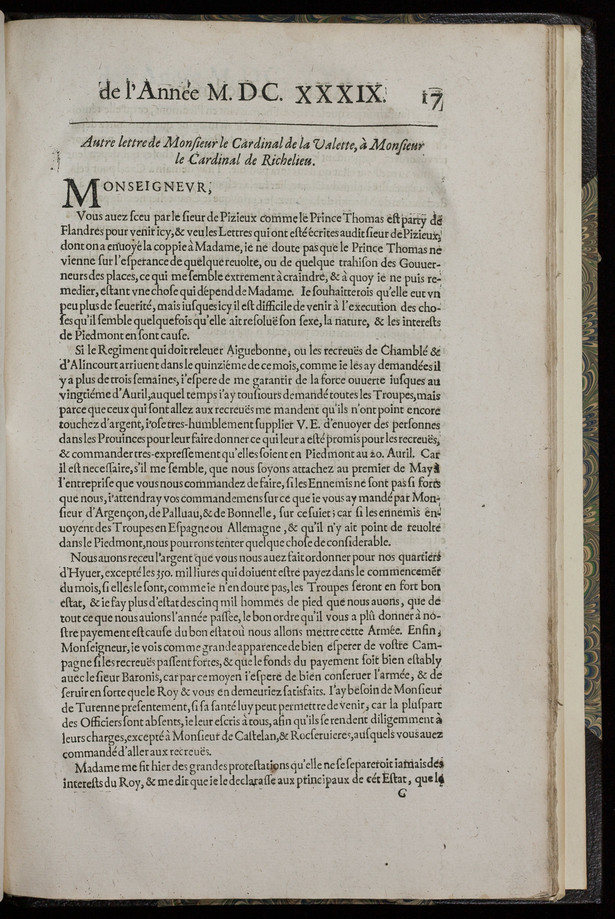 de l'Année M. DC. XXXIX. 17
Autre lettre de Monſieur le Cardinal de la Valette, à Monſieur
le Cardinal de Richelieu.
MONSEIGNEVR,
Vous auez ſceu par le ſieur de Pizieux comme le Prince Thomas eſt party de
Flandres pour venir icy, & veu les Lettres qui ont eſté écrites audit ſieur de Pizieux,
dont on a enuoyé la coppie à Madame, ie ne doute pas que le Prince Thomas ne
vienne ſur l'eſperance de quelque reuolte, ou de quelque trahiſon des Gouuer-
neurs des places, ce qui me ſemble extrement à craindre, & à quoy ie ne puis re-
medier, eſtant vne choſe qui dépend de Madame. Ie ſouhaitterois qu'elle eut vn
peu plus de ſeuerité, mais iuſques icy il eſt difficile de venir à l'execution des cho-
ſes qu'il ſemble quelquefois qu'elle ait reſoluë ſon ſexe, la nature, & les intereſts
de Piedmont en ſont cauſe.
Si le Regiment qui doit releuer Aiguebonne, ou les recreuës de Chamblé &
d'Alincourt arriuent dans le quinziéme de ce mois, comme ie les ay demandées il
y a plus de trois ſemaines, i'eſpere de me garantir de la force ouuerte iuſques au
vingtiéme d'Auril, auquel temps i'ay touſiours demandé toutes les Troupes, mais
parce que ceux qui ſont allez aux recreuës me mandent qu'ils n'ont point encore
touchez d'argent, i'oſe tres-humblement ſupplier V. E. d'enuoyer des perſonnes
dans les Prouinces pour leur faire donner ce qui leur a eſté promis pour les recreuës,
& commander tres-expreſſement qu'elles ſoient en Piedmont au 20. Auril. Car
il eſt neceſſaire, s'il me ſemble, que nous ſoyons attachez au premier de May à
l'entrepriſe que vous nous commandez de faire, ſi les Ennemis ne ſont pas ſi forts
que nous, i'attendray vos commandemens ſur ce que ie vous ay mandé par Mon-
ſieur d'Argençon, de Palluau, & de Bonnelle, ſur ce ſuiet; car ſi les ennemis en-
uoyent des Troupes en Eſpagne ou Allemagne, & qu'il n'y ait point de reuolte
dans le Piedmont, nous pourrons tenter quelque choſe de conſiderable.
Nous auons receu l'argent que vous nous auez fait ordonner pour nos quartiers
d'Hyuer, excepté les 350. mil liures qui doiuent eſtre payez dans le commencemẽt
du mois, ſi elles le ſont, comme ie n'en doute pas, les Troupes ſeront en fort bon
eſtat, & ie fay plus d'eſtat des cinq mil hommes de pied que nous auons, que de
tout ce que nous auions l'année paſſée, le bon ordre qu'il vous a plû donner à no-
ſtre payement eſt cauſe du bon eſtat où nous allons mettre cette Armée. Enfin,
Monſeigneur, ie vois comme grande apparence de bien eſperer de voſtre Cam-
pagne ſi les recreuës paſſent fortes, & que le fonds du payement ſoit bien eſtably
auec le ſieur Baronis, car par ce moyen i'eſpere de bien conſeruer l'armée, & de
ſeruir en ſorte que le Roy & vous en demeuriez ſatisfaits. I'ay beſoin de Monſieur
de Turenne preſentement, ſi ſa ſanté luy peut permettre de venir, car la pluſpart
des Officiers ſont abſents, ie leur eſcris à tous, afin qu'ils ſe rendent diligemment à
leurs charges, excepté à Monſieur de Caſtelan, & Rocſeruieres, auſquels vous auez
commandé d'aller aux recreuës.
Madame me fit hier des grandes proteſtations qu'elle ne ſe ſepareroit iamais des
intereſts du Roy, & me dit que ie le declaraſſe aux principaux de cét Eſtat, que le
G